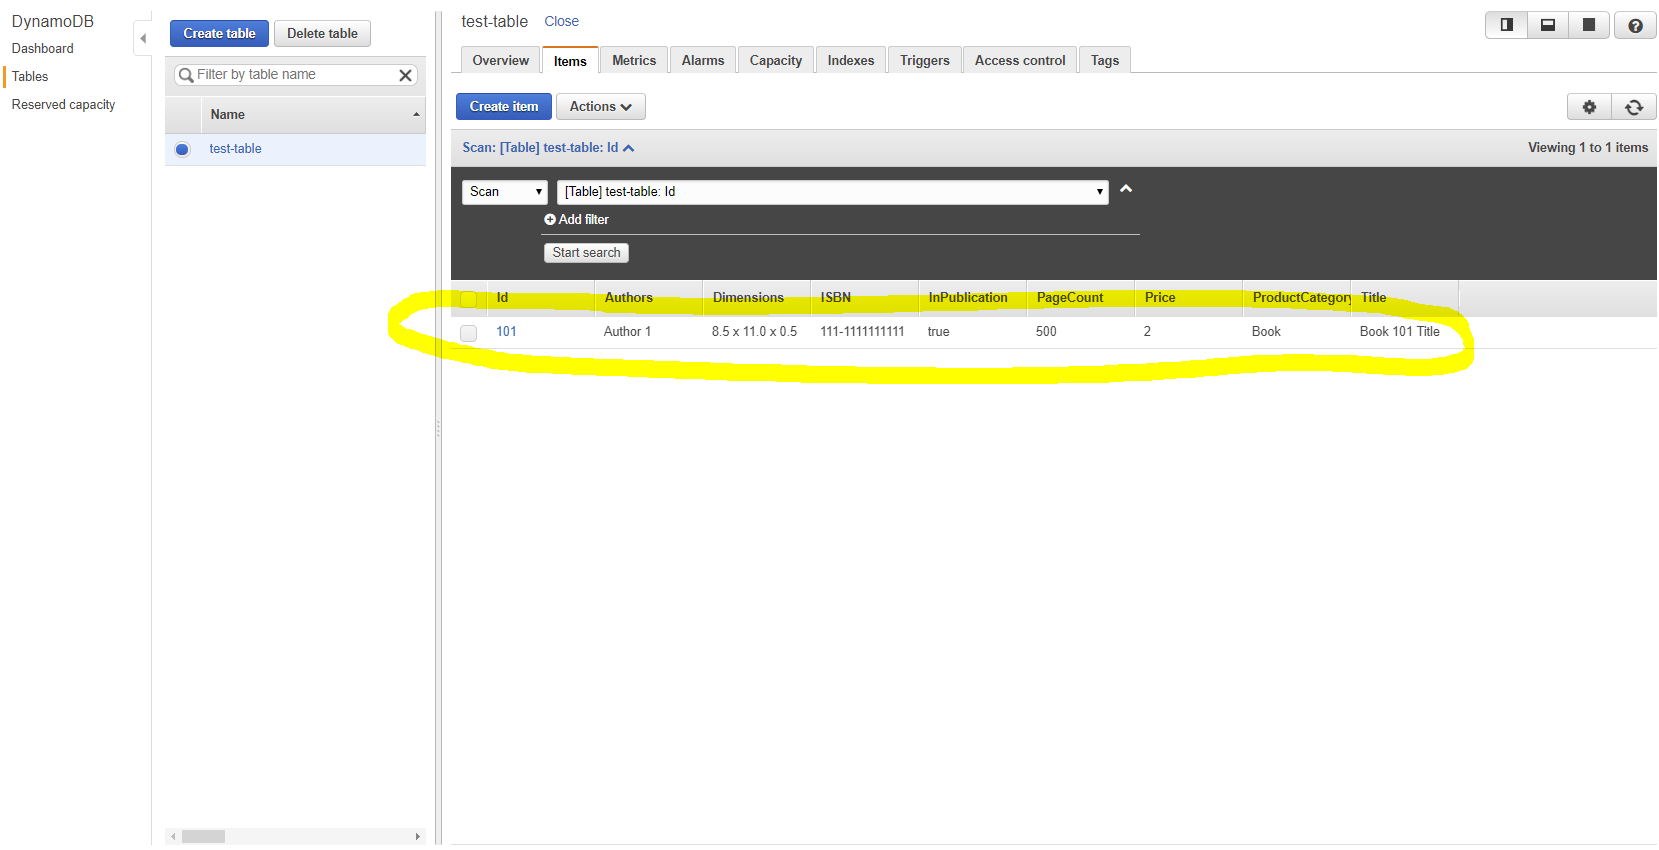 DynamoDB
Dashboard
Tables
Reserved capacity
Create table Delete table
Filter by table name
Name
test-table
test-table Close
Overview Items Metrics Alarms Capacity Indexes Triggers Access control Tags
Create item Actions
Scan: [Table] test-table: Id Viewing 1 to 1 items
Scan [Table] test-table: Id
Add filter
Start search
Id Authors Dimensions ISBN InPublication PageCount Price ProductCategory Title
101 Author 1 8.5 x 11.0 x 0.5 111-1111111111 true 500 2 Book Book 101 Title